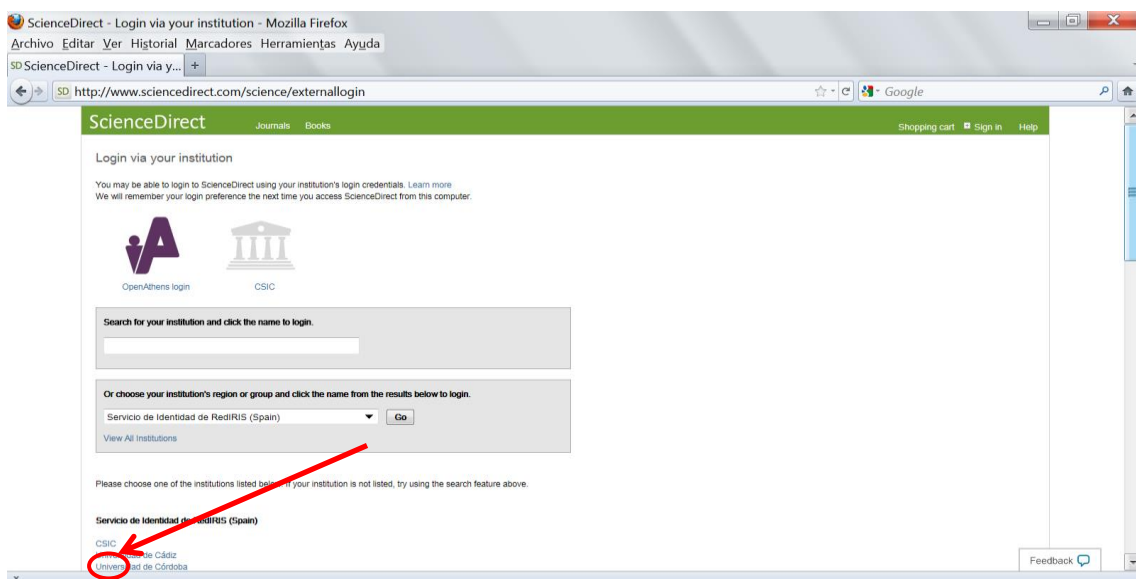 ScienceDirect - Login via your institution - Mozilla Firefox
Archivo Editar Ver Historial Marcadores Herramientas Ayuda
SD ScienceDirect - Login via y... +
SD http://www.sciencedirect.com/science/externallogin Google
ScienceDirect Journals Books Shopping cart Sign in Help
Login via your institution
You may be able to login to ScienceDirect using your institution's login credentials. Learn more
We will remember your login preference the next time you access ScienceDirect from this computer.
OpenAthens login CSIC
Search for your institution and click the name to login.
Or choose your institution's region or group and click the name from the results below to login.
Servicio de Identidad de RedIRIS (Spain) Go
View All Institutions
Please choose one of the institutions listed below. If your institution is not listed, try using the search feature above.
Servicio de Identidad de RedIRIS (Spain)
CSIC
Universidad de Cádiz
Universidad de Córdoba
Feedback